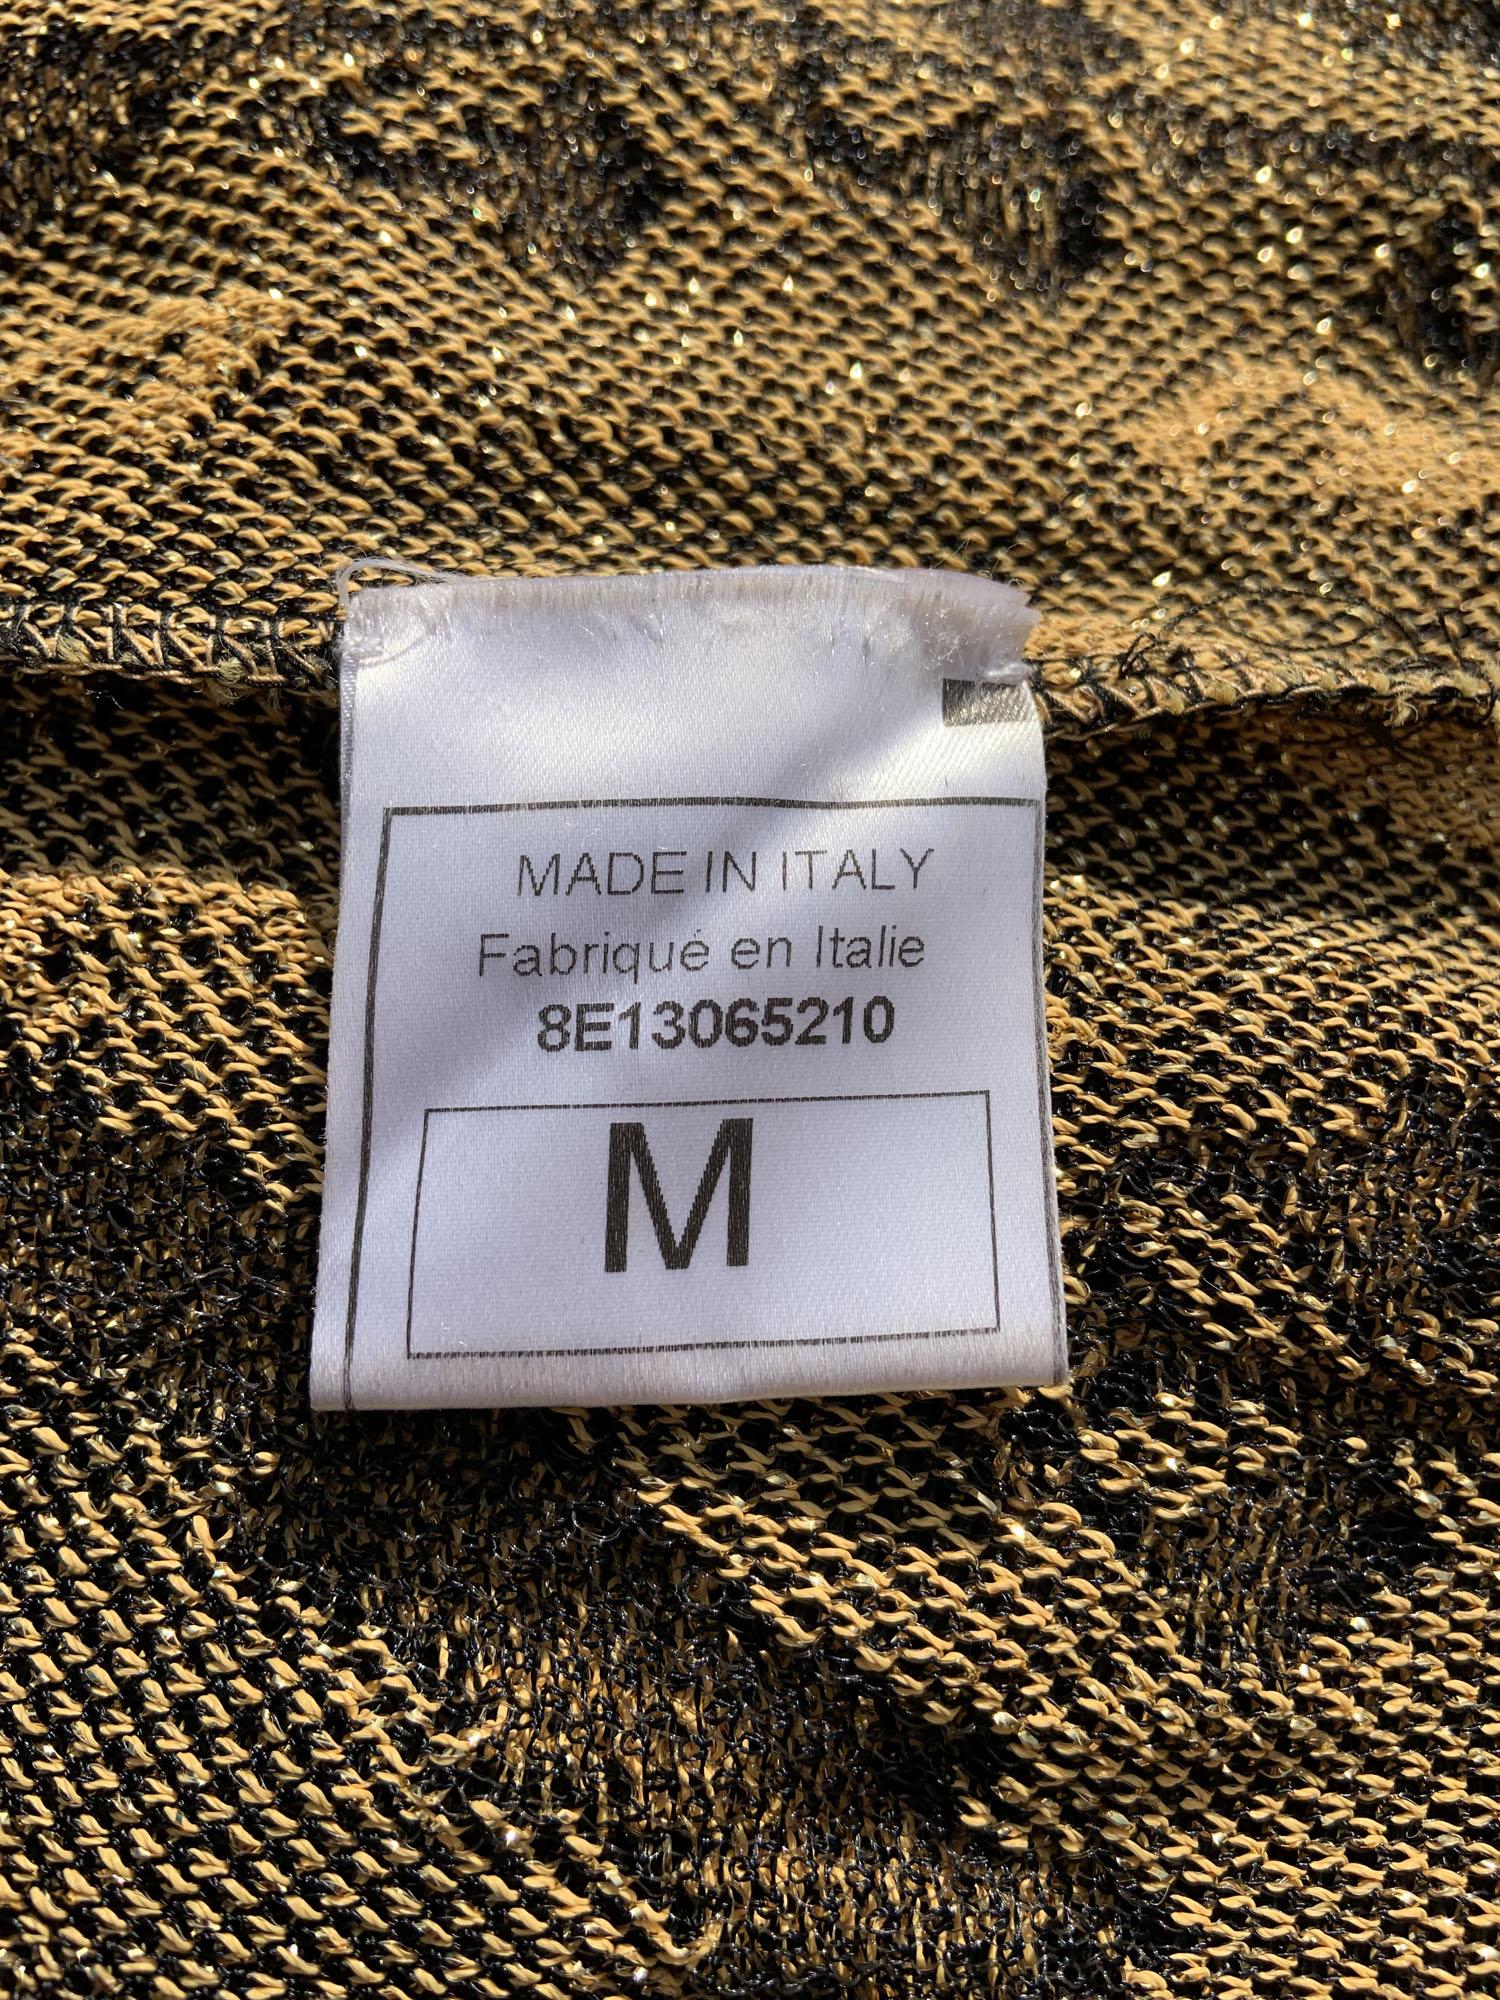 MADE IN ITALY
Fabriqué en Italie
8E13065210
M